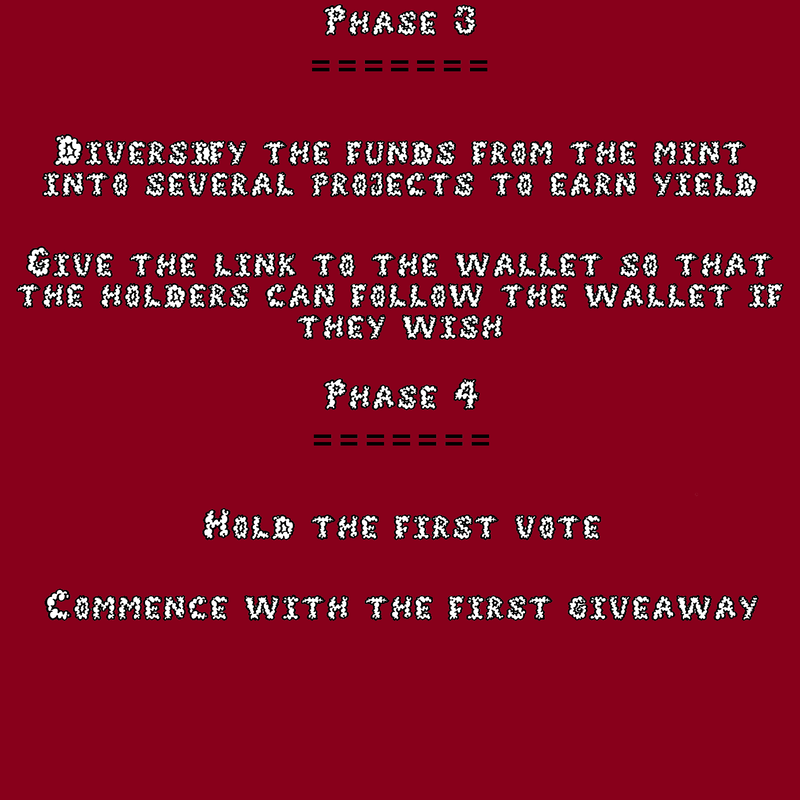 Phase 3
=======
Diversify the funds from the mint
into several projects to earn yield
Give the link to the wallet so that
the holders can follow the wallet if
they wish
Phase 4
=======
Hold the first vote
Commence with the first giveaway